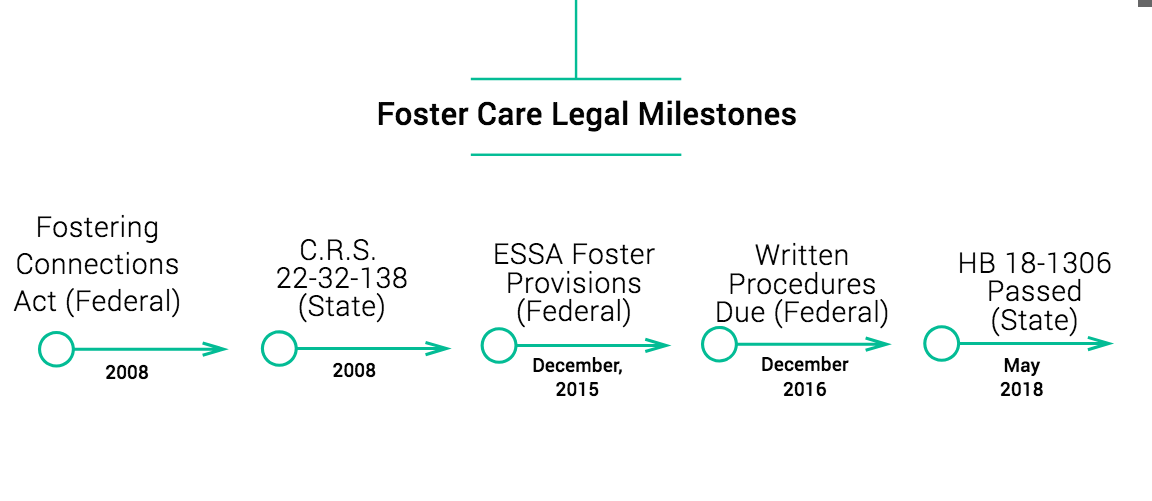 Foster Care Legal Milestones
Fostering
Connections
Act (Federal)
2008
C.R.S.
22-32-138
(State)
2008
ESSA Foster
Provisions
(Federal)
December,
2015
Written
Procedures
Due (Federal)
December
2016
HB 18-1306
Passed
(State)
May
2018